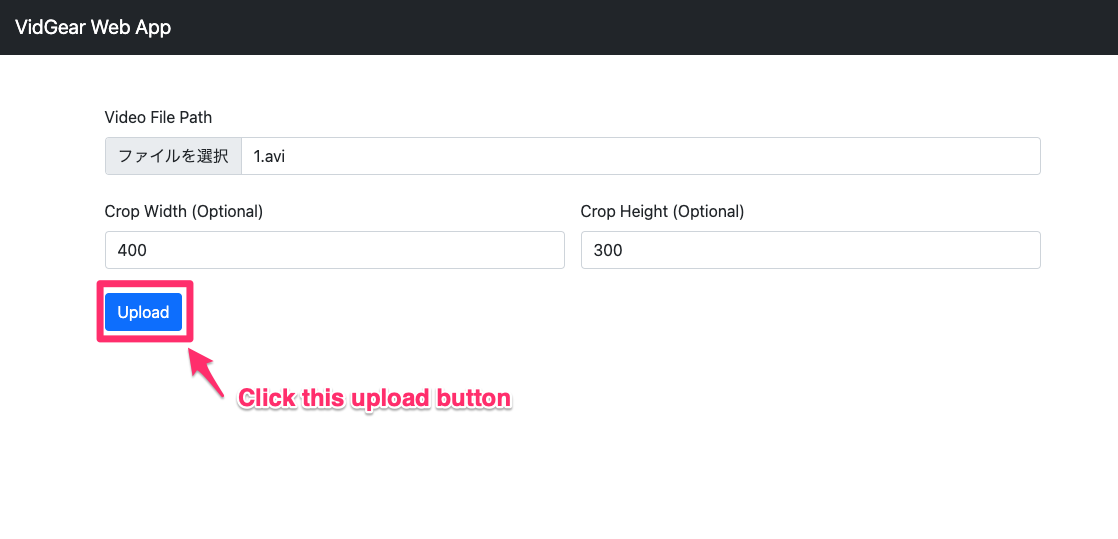 VidGear Web App
Video File Path
ファイルを選択 1.avi
Crop Width (Optional) Crop Height (Optional)
400 300
Upload
Click this upload button